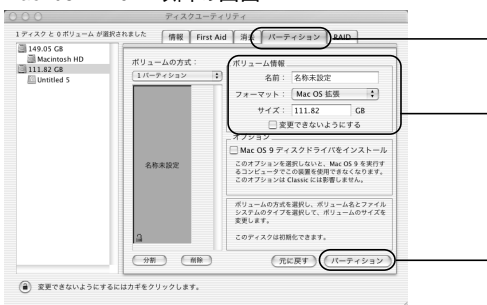 ディスクユーティリティ
1 ディスク と 0 ボリューム が選択されました
情報 First Aid 消去 パーティション RAID
149.05 GB
Macintosh HD
111.82 GB
Untitled 5
ボリュームの方式：
1 パーティション
名称未設定
ボリューム情報
名前： 名称未設定
フォーマット： Mac OS 拡張
サイズ： 111.82 GB
変更できないようにする
オプション
Mac OS 9 ディスクドライバをインストール
このオプションを選択しないと、Mac OS 9 を実行す
るコンピュータでこの装置を使用できなくなります。
このオプションは Classic には影響しません。
ボリュームの方式を選択し、ボリューム名とファイル
システムのタイプを選択して、ボリュームのサイズを
変更します。
このディスクは初期化できます。
分割 削除 元に戻す パーティション
変更できないようにするにはカギをクリックします。